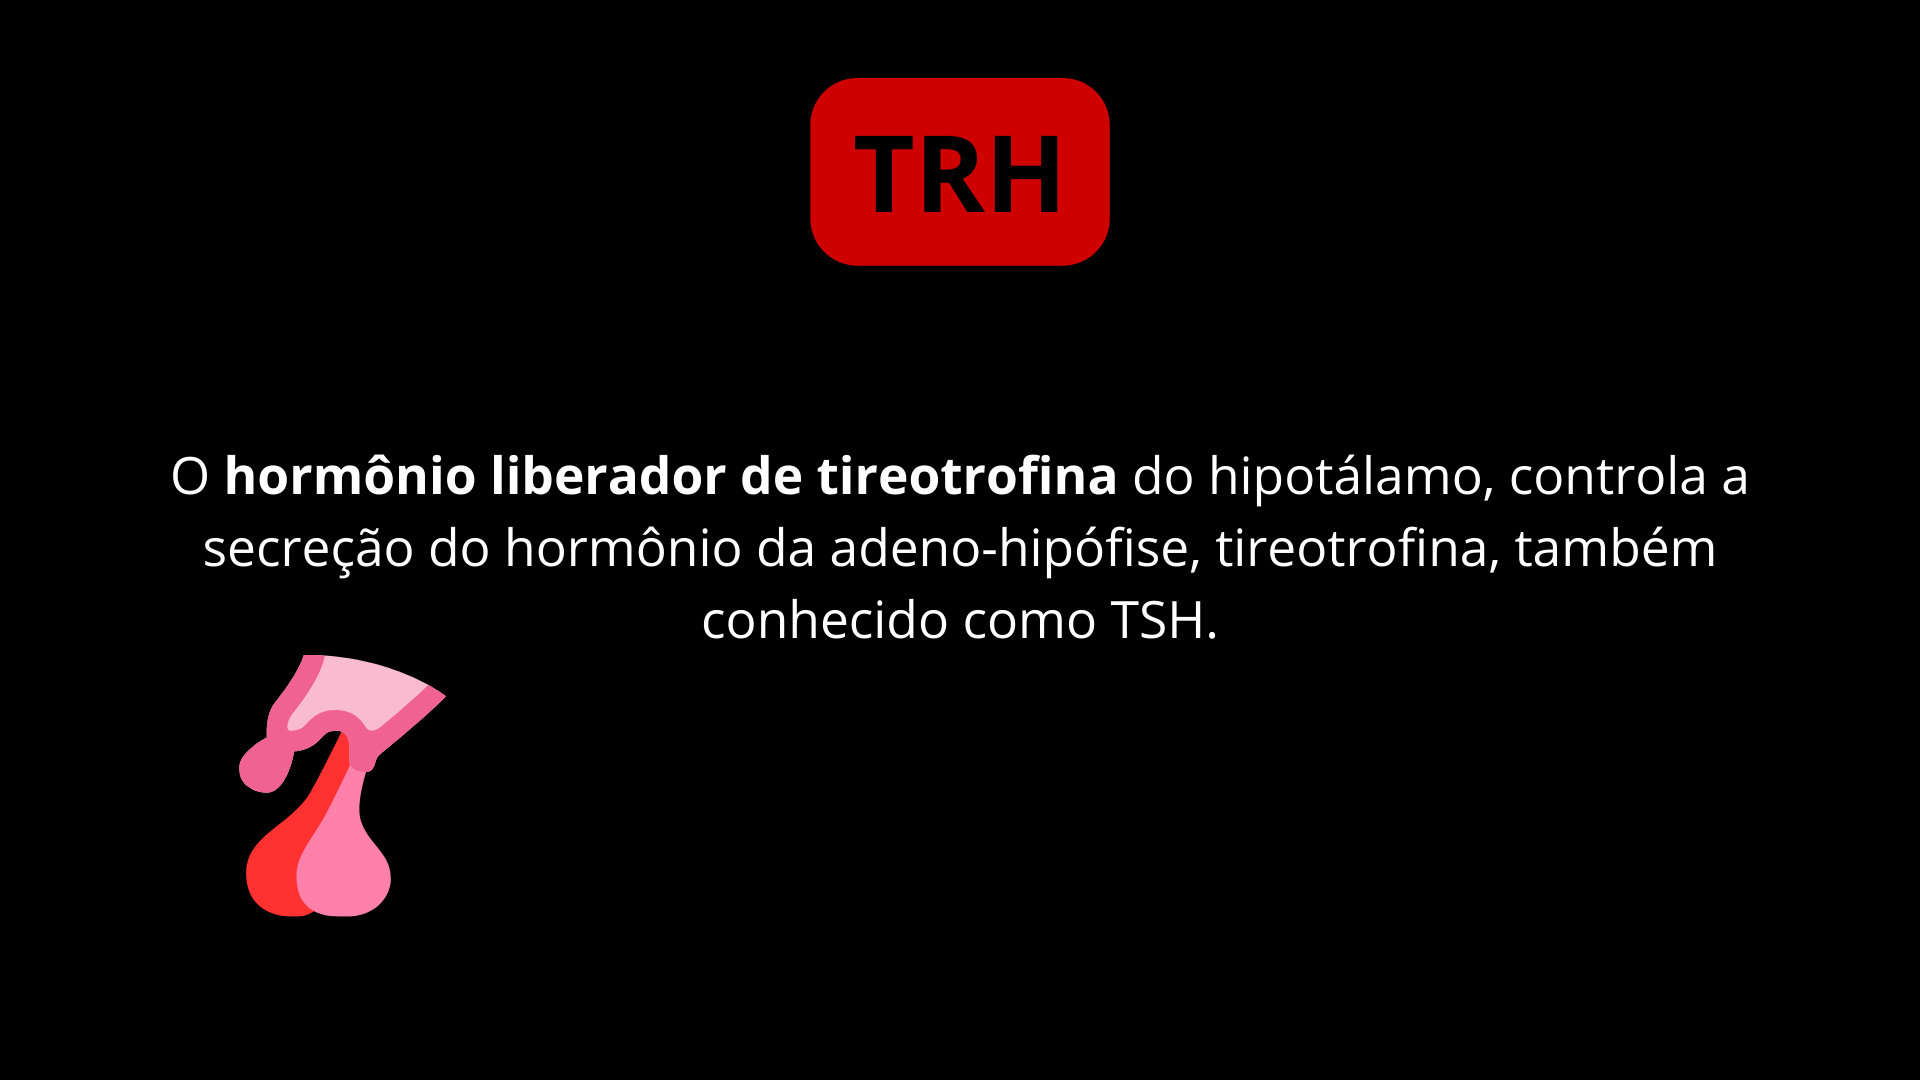 TRH
O hormônio liberador de tireotrofina do hipotálamo, controla a
secreção do hormônio da adeno-hipófise, tireotrofina, também
conhecido como TSH.